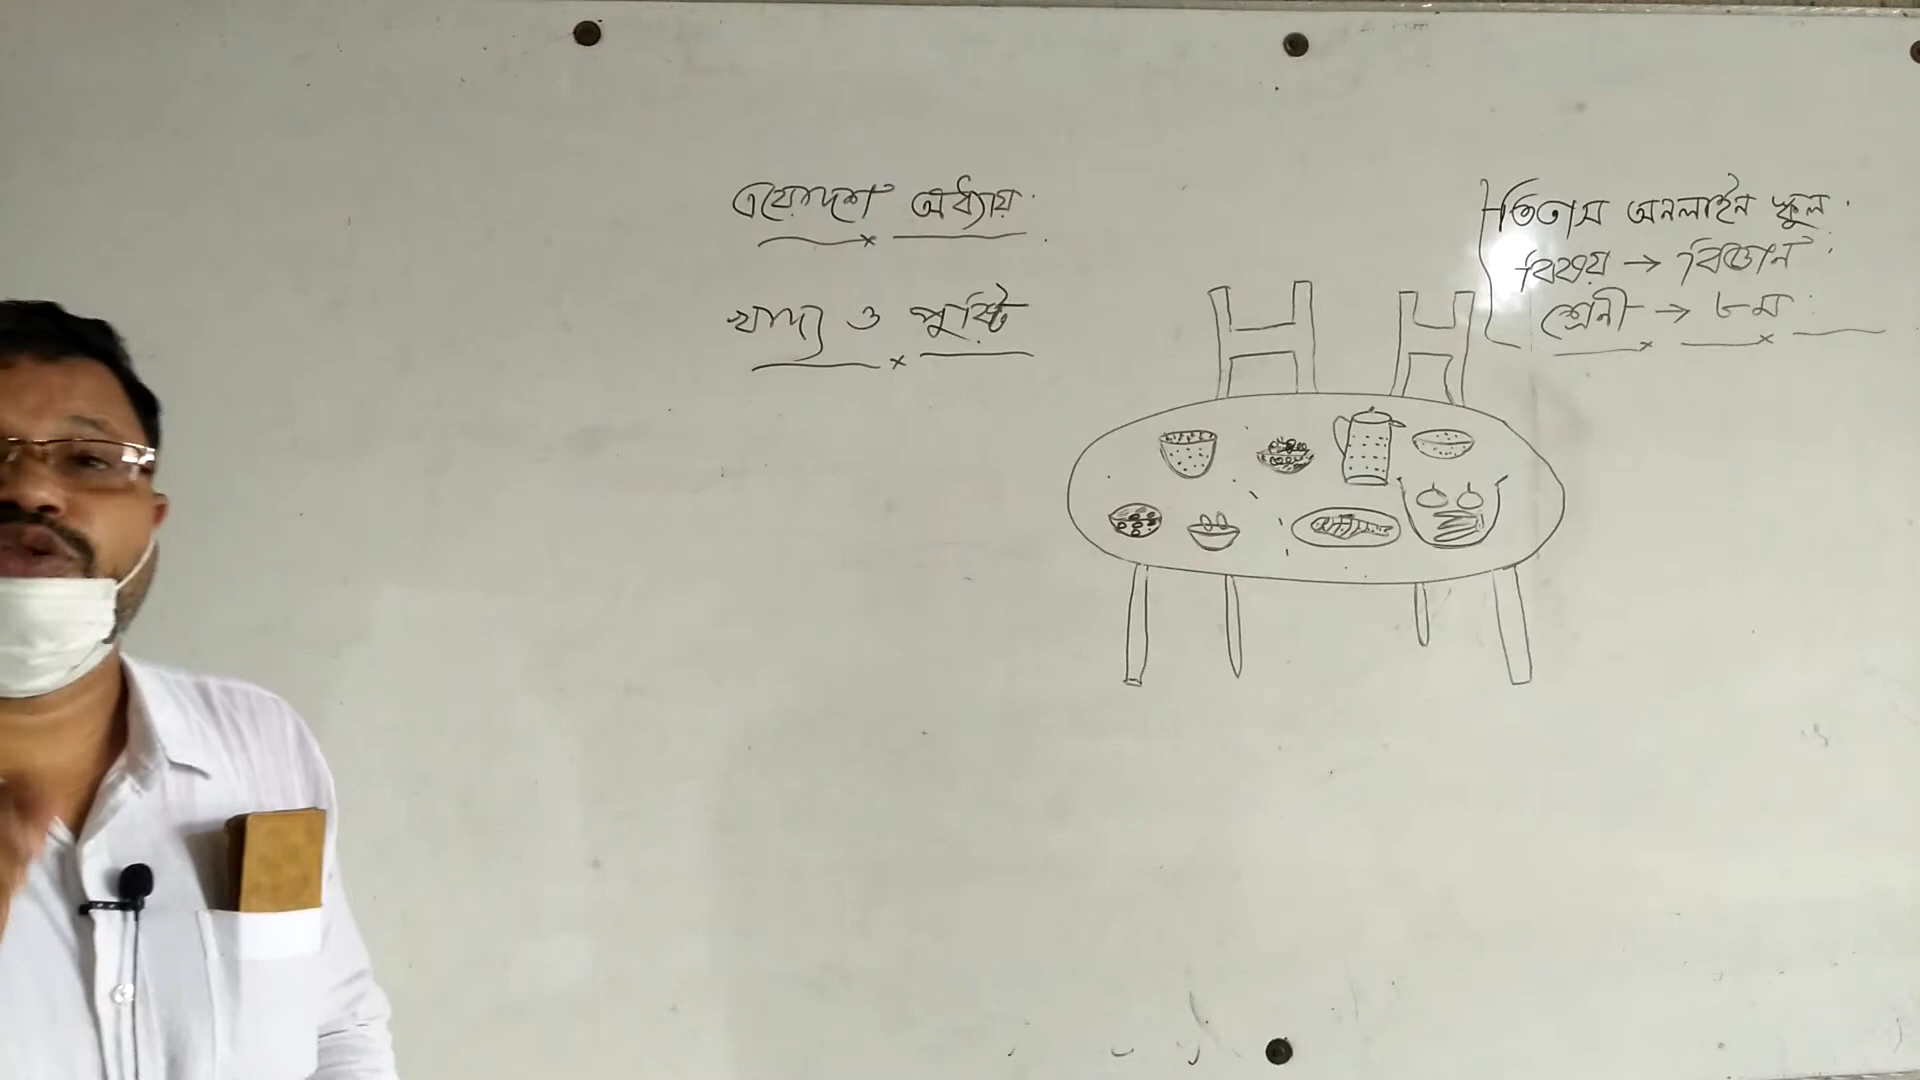 ত্রয়োদশ অধ্যায়
খাদ্য ও পুষ্টি
তিতাস অনলাইন স্কুল
বিষয় → বিজ্ঞান
শ্রেনী → ৮ম